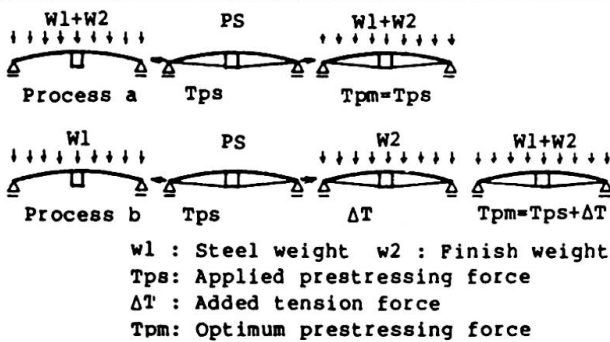 W1+W2 PS W1+W2
Process a Tps Tpm=Tps
W1 PS W2 W1+W2
Process b Tps ΔT Tpm=Tps+ΔT
W1 : Steel weight w2 : Finish weight
Tps: Applied prestressing force
ΔT : Added tension force
Tpm: Optimum prestressing force